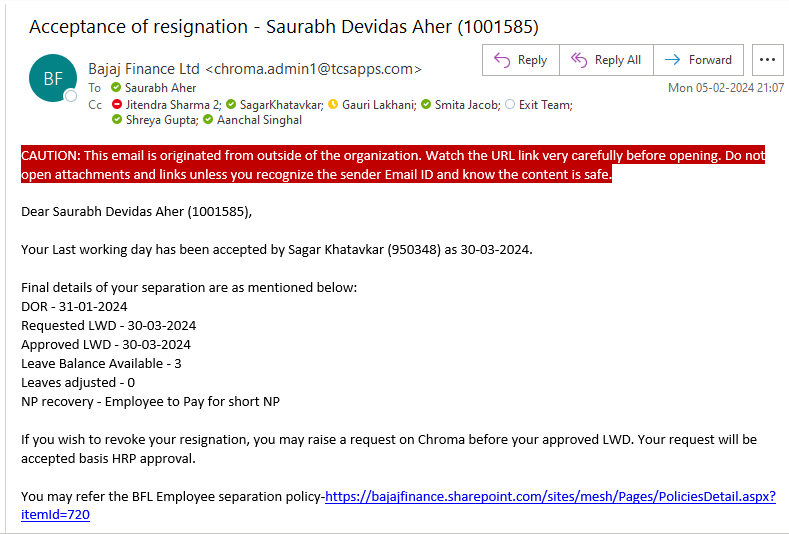 Acceptance of resignation - Saurabh Devidas Aher (1001585)
BF
Bajaj Finance Ltd <chroma.admin1@tcsapps.com>
Reply
Reply All
Forward
To Saurabh Aher
Mon 05-02-2024 21:07
Cc Jitendra Sharma 2; SagarKhatavkar; Gauri Lakhani; Smita Jacob; Exit Team;
Shreya Gupta; Aanchal Singhal
CAUTION: This email is originated from outside of the organization. Watch the URL link very carefully before opening. Do not
open attachments and links unless you recognize the sender Email ID and know the content is safe.
Dear Saurabh Devidas Aher (1001585),
Your Last working day has been accepted by Sagar Khatavkar (950348) as 30-03-2024.
Final details of your separation are as mentioned below:
DOR - 31-01-2024
Requested LWD - 30-03-2024
Approved LWD - 30-03-2024
Leave Balance Available - 3
Leaves adjusted - 0
NP recovery - Employee to Pay for short NP
If you wish to revoke your resignation, you may raise a request on Chroma before your approved LWD. Your request will be
accepted basis HRP approval.
You may refer the BFL Employee separation policy-https://bajajfinance.sharepoint.com/sites/mesh/Pages/PoliciesDetail.aspx?
itemId=720